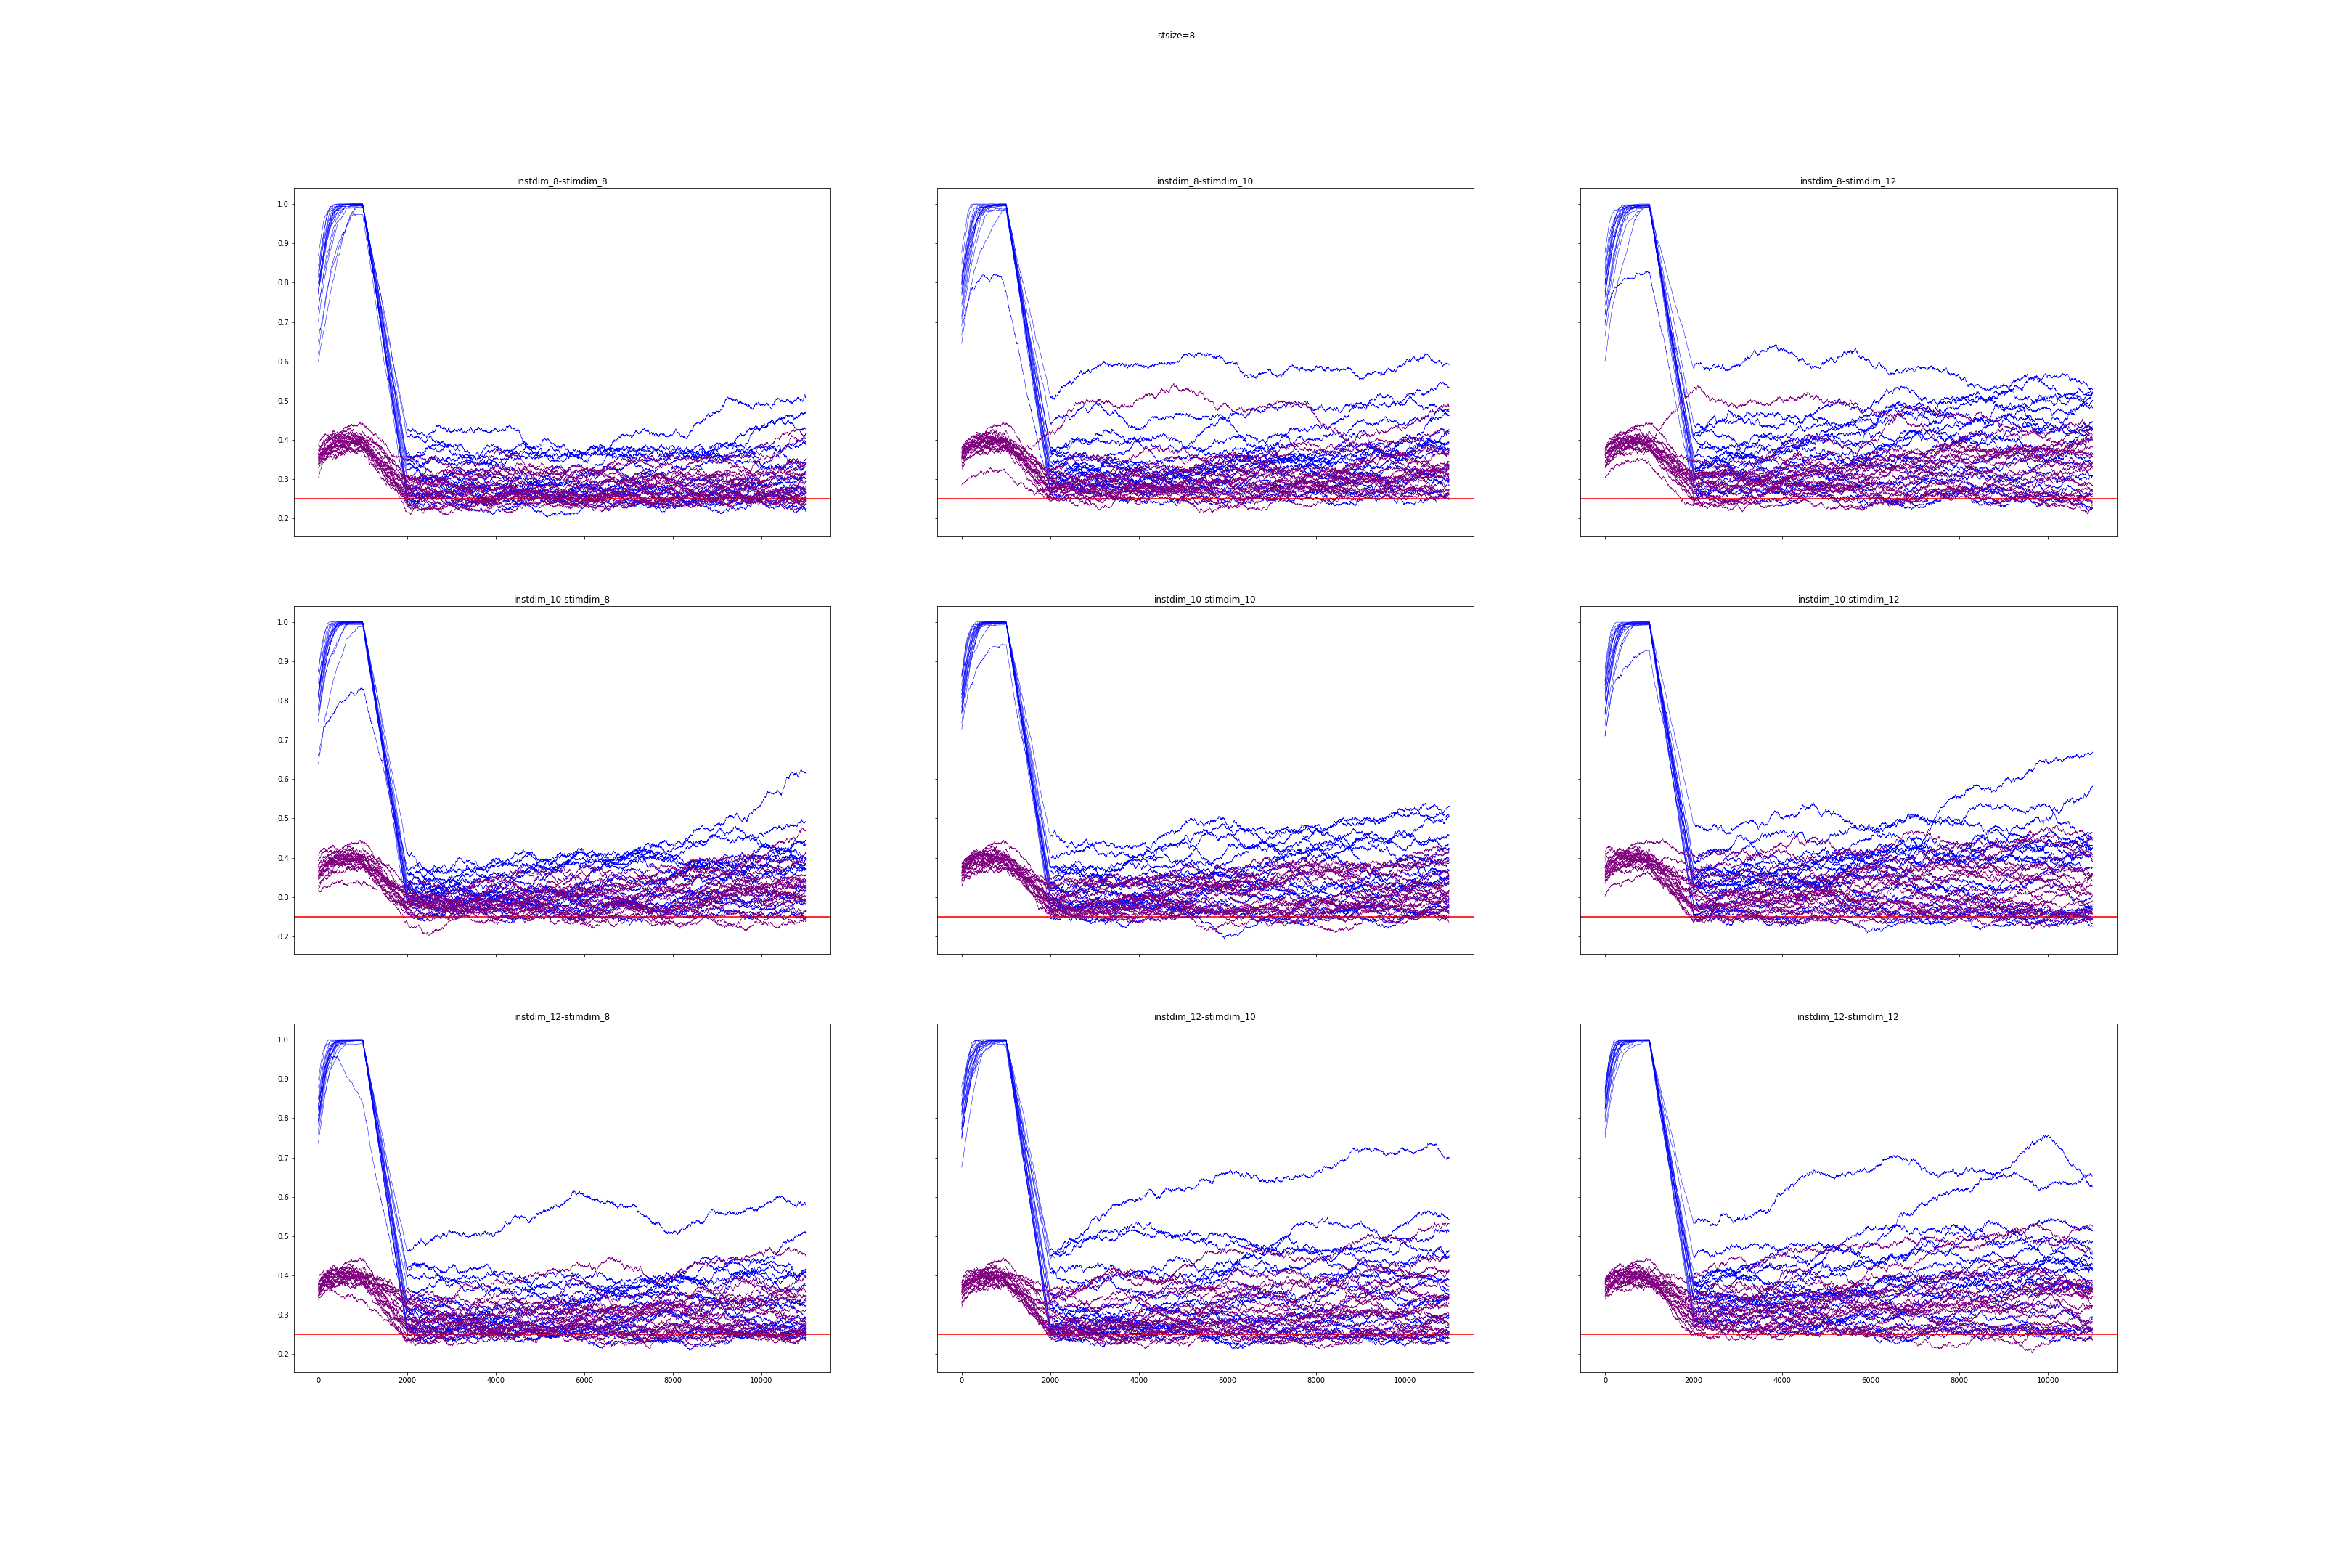 stsize=8
instdim_8-stimdim_8
instdim_8-stimdim_10
instdim_8-stimdim_12
1.0
0.9
0.8
0.7
0.6
0.5
0.4
0.3
0.2
instdim_10-stimdim_8
instdim_10-stimdim_10
instdim_10-stimdim_12
1.0
0.9
0.8
0.7
0.6
0.5
0.4
0.3
0.2
instdim_12-stimdim_8
instdim_12-stimdim_10
instdim_12-stimdim_12
1.0
0.9
0.8
0.7
0.6
0.5
0.4
0.3
0.2
0 2000 4000 6000 8000 10000
0 2000 4000 6000 8000 10000
0 2000 4000 6000 8000 10000